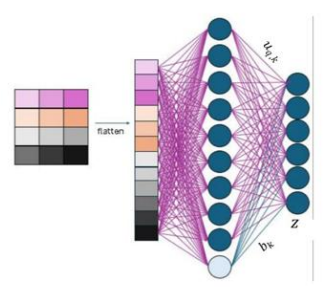 u_{q,k}
flatten
z
b_K